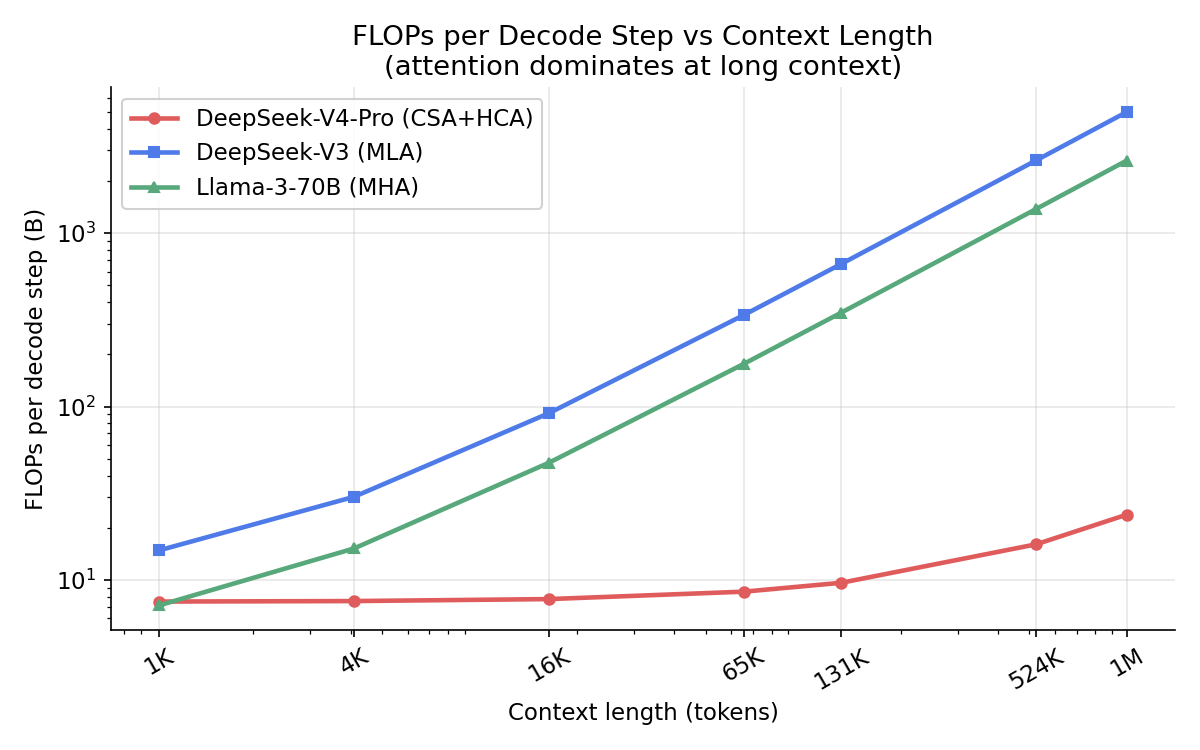 FLOPs per Decode Step vs Context Length
(attention dominates at long context)
DeepSeek-V4-Pro (CSA+HCA)
DeepSeek-V3 (MLA)
Llama-3-70B (MHA)
FLOPs per decode step (B)
10³
10²
10¹
1K 4K 16K 65K 131K 524K 1M
Context length (tokens)